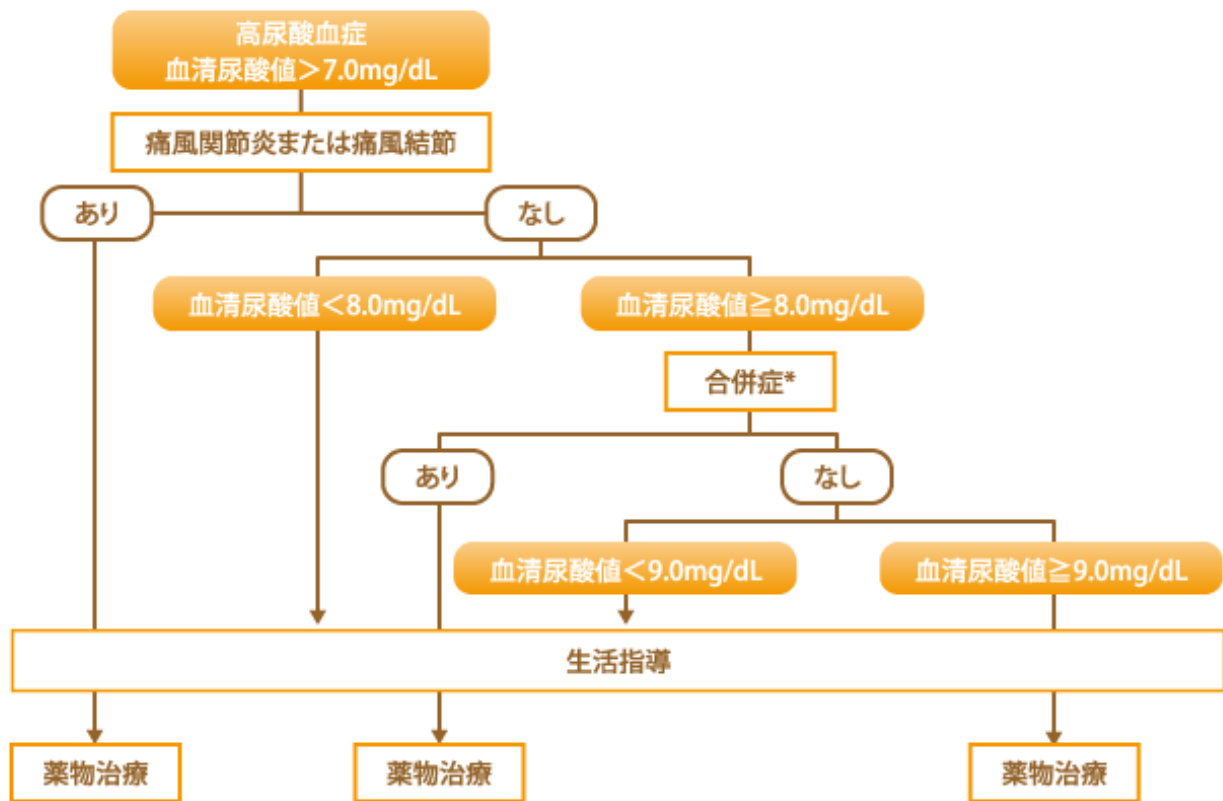 高尿酸血症
血清尿酸値＞7.0mg/dL
痛風関節炎または痛風結節
あり
なし
血清尿酸値＜8.0mg/dL
血清尿酸値≧8.0mg/dL
合併症*
あり
なし
血清尿酸値＜9.0mg/dL
血清尿酸値≧9.0mg/dL
生活指導
薬物治療
薬物治療
薬物治療